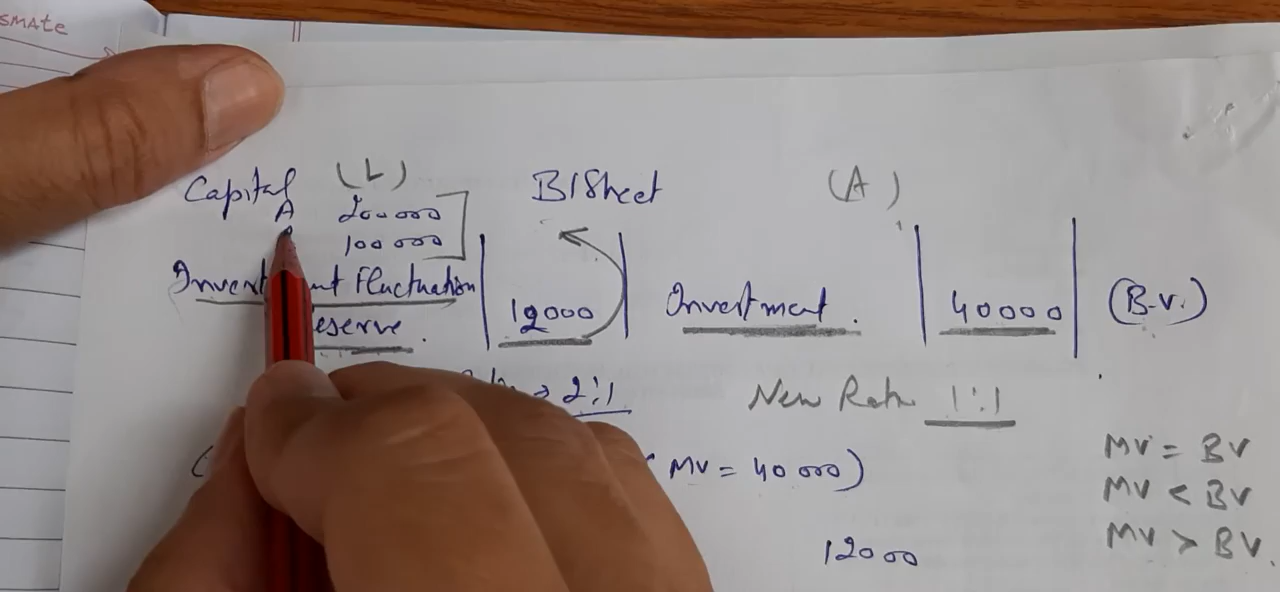 SMATE
(L) B/Sheet (A)
Capital
A 200000
100000
Investment Fluctuation 12000 Investment. 40000 (B.V.)
eserve.
→ 2:1 New Ratio 1:1
MV = BV
(MV = 40000)
MV < BV
MV > BV.
12000